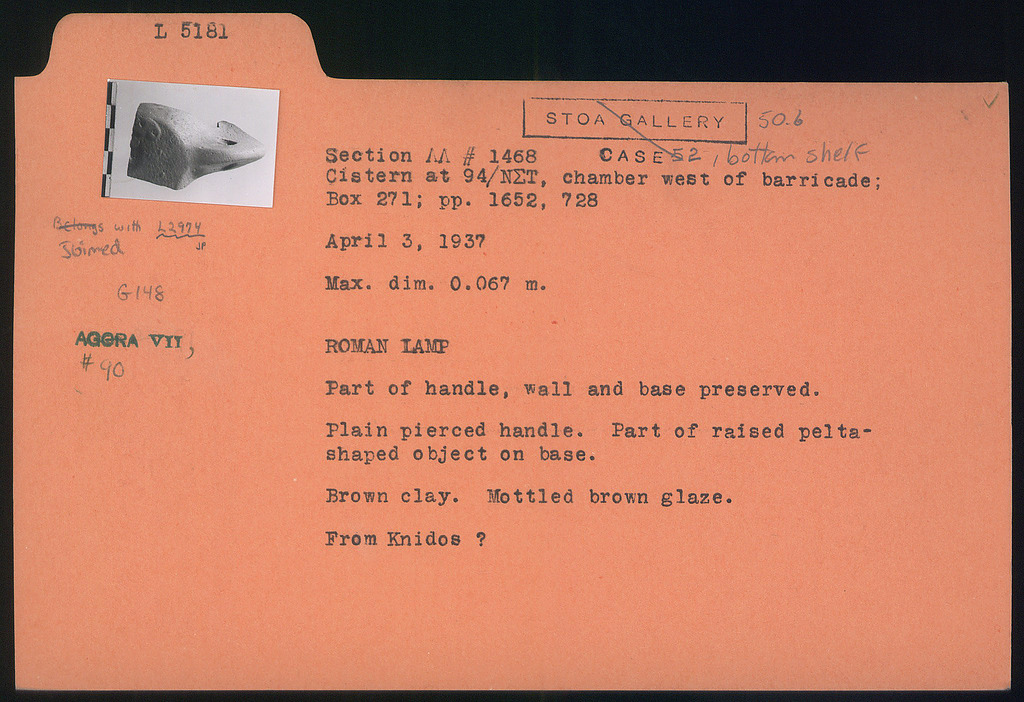 L 5181
STOA GALLERY 50.6
Section ΛΛ # 1468 CASE 52, bottom shelf
Cistern at 94/ΝΣΤ, chamber west of barricade;
Box 271; pp. 1652, 728
Belongs with L2974
Joined JP
April 3, 1937
Max. dim. 0.067 m.
G148
AGORA VII,
# 90
ROMAN LAMP
Part of handle, wall and base preserved.
Plain pierced handle. Part of raised pelta-
shaped object on base.
Brown clay. Mottled brown glaze.
From Knidos ?